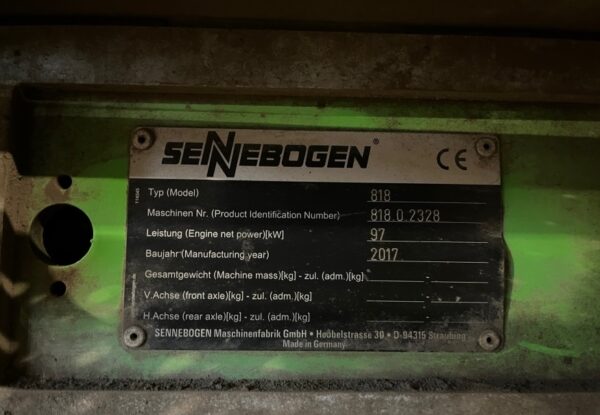 SENNEBOGEN®
CE
Typ (Model) 818
Maschinen Nr. (Product Identification Number) 818.0.2328
Leistung (Engine net power)[kW] 97
Baujahr (Manufacturing year) 2017
Gesamtgewicht (Machine mass)[kg] - zul. (adm.)[kg] -
V.Achse (front axle)[kg] - zul. (adm.)[kg] -
H.Achse (rear axle)[kg] - zul. (adm.)[kg] -
SENNEBOGEN Maschinenfabrik GmbH • Hebbelstrasse 30 • D-94315 Straubing
Made in Germany